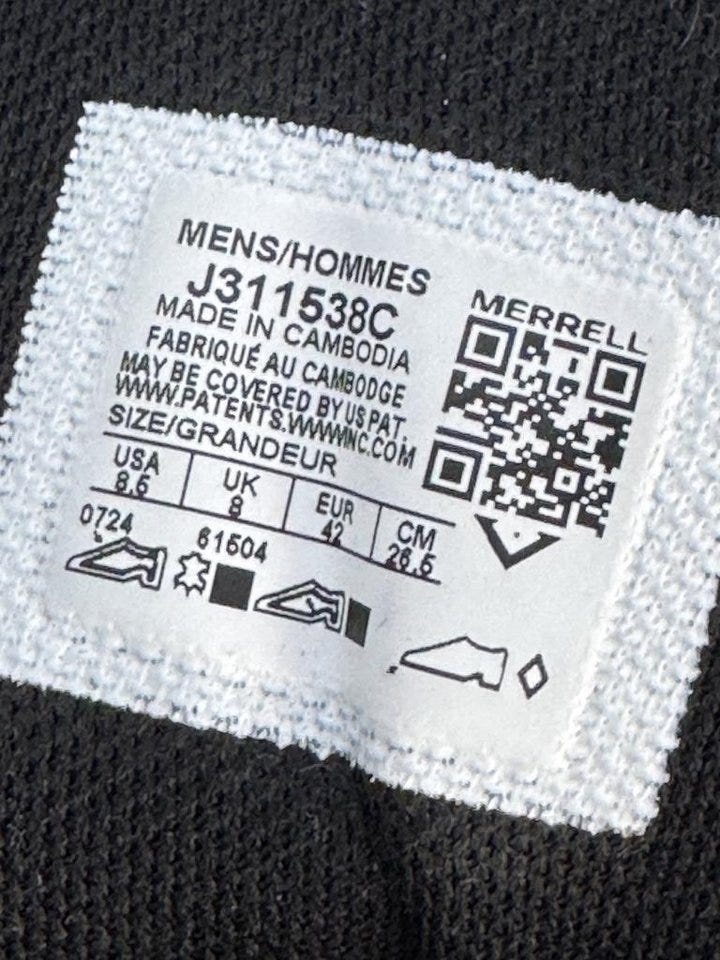 MENS/HOMMES
J311538C
MERRELL
MADE IN CAMBODIA
FABRIQUÉ AU CAMBODGE
MAY BE COVERED BY US PAT.
WWW.PATENTS.WWWINC.COM
SIZE/GRANDEUR
USA UK EUR CM
8.5 8 42 26.5
0724 61504